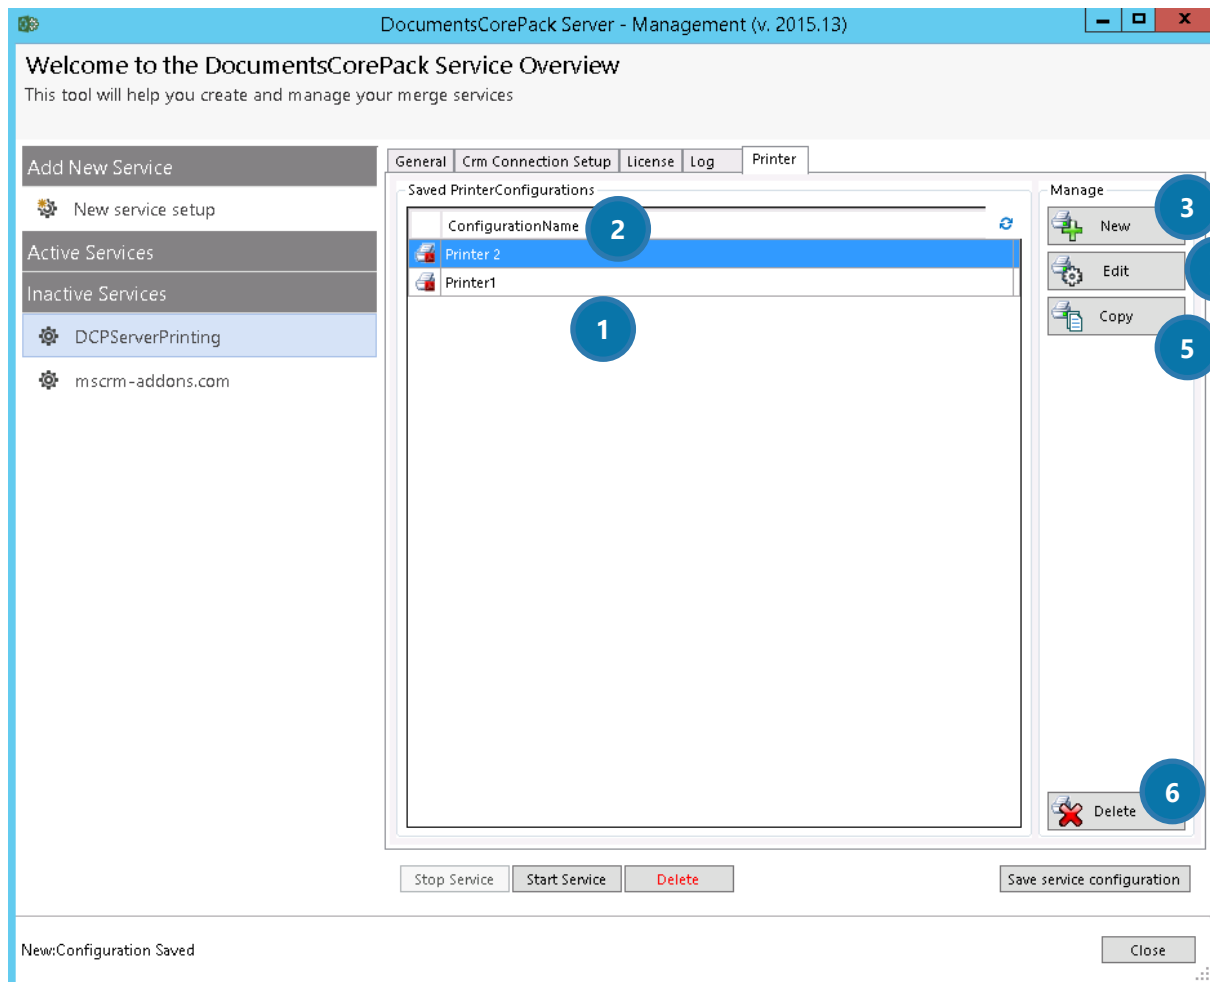 DocumentsCorePack Server - Management (v. 2015.13)
Welcome to the DocumentsCorePack Service Overview
This tool will help you create and manage your merge services
Add New Service
New service setup
Active Services
Inactive Services
DCPServerPrinting
mscrm-addons.com
General Crm Connection Setup License Log Printer
Saved PrinterConfigurations
ConfigurationName
2
Printer 2
Printer1
1
Manage
New
3
Edit
Copy
5
Delete
6
Stop Service Start Service Delete
Save service configuration
New:Configuration Saved
Close